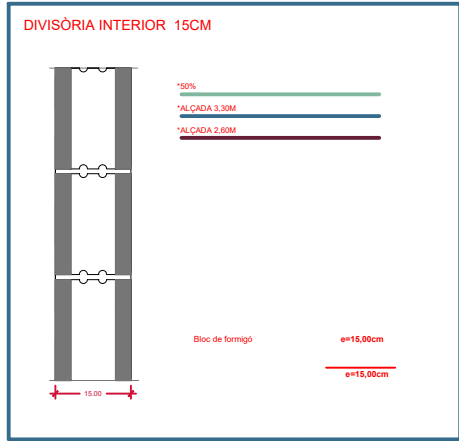 DIVISÒRIA INTERIOR 15CM
*50%
*ALÇADA 3,30M
*ALÇADA 2,60M
Bloc de formigó e=15,00cm
e=15,00cm
15.00